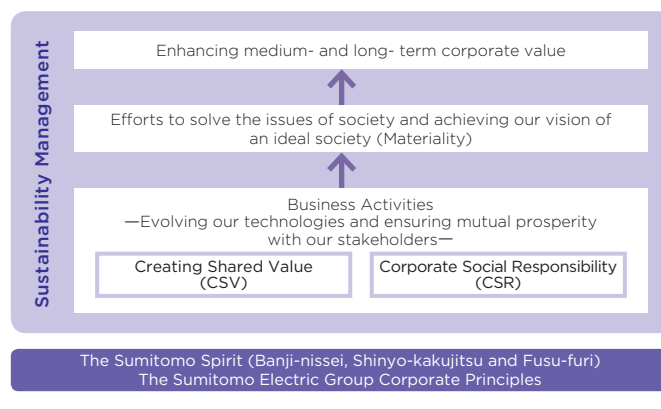 Sustainability Management
Enhancing medium- and long- term corporate value
Efforts to solve the issues of society and achieving our vision of
an ideal society (Materiality)
Business Activities
—Evolving our technologies and ensuring mutual prosperity
with our stakeholders—
Creating Shared Value
(CSV)
Corporate Social Responsibility
(CSR)
The Sumitomo Spirit (Banji-nissei, Shinyo-kakujitsu and Fusu-furi)
The Sumitomo Electric Group Corporate Principles